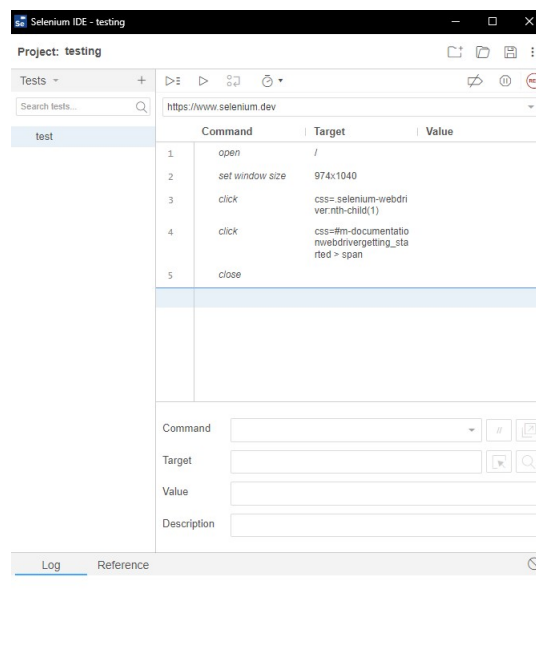 Se Selenium IDE - testing
Project: testing
Tests
Search tests...
test
https://www.selenium.dev
Command Target Value
1 open /
2 set window size 974x1040
3 click css=.selenium-webdri
ver:nth-child(1)
4 click css=#m-documentatio
nwebdrivergetting_sta
rted > span
5 close
Command //
Target
Value
Description
Log Reference